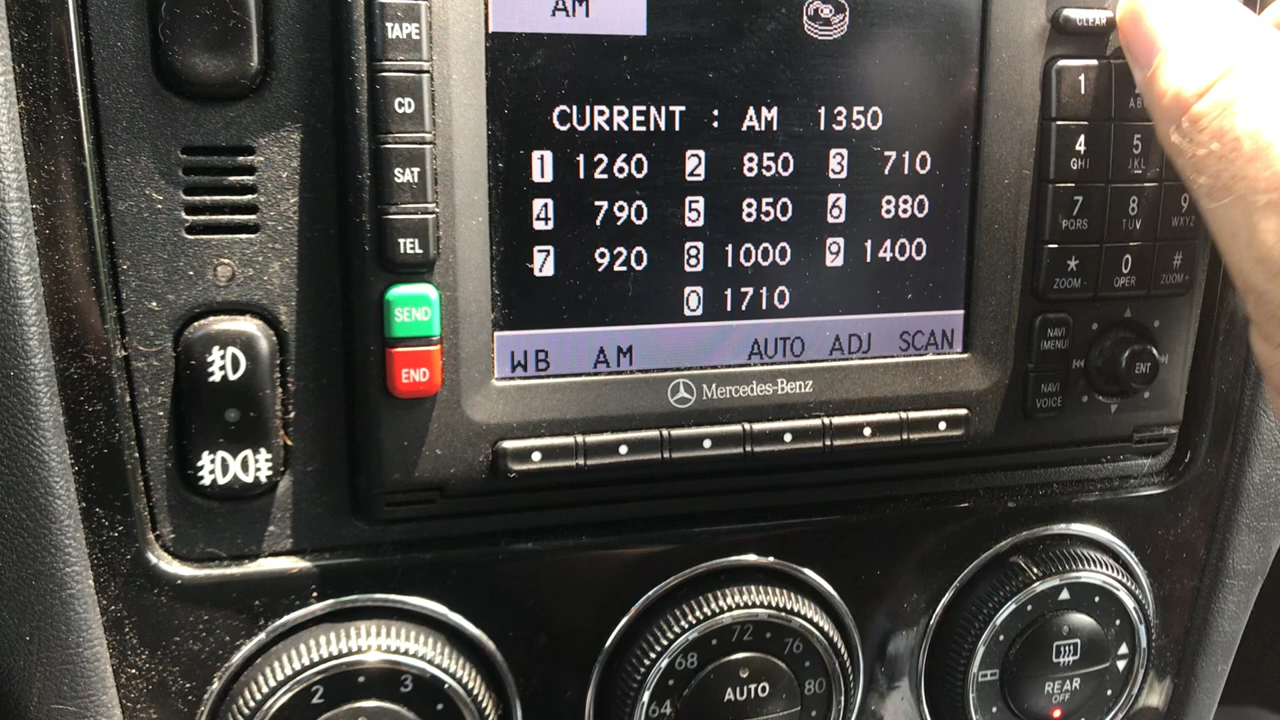 AM
TAPE
CD
SAT
TEL
SEND
END
CURRENT : AM 1350
1 1260 2 850 3 710
4 790 5 850 6 880
7 920 8 1000 9 1400
0 1710
WB AM AUTO ADJ SCAN
Mercedes-Benz
CLEAR
1
4 GHI 5 JKL
7 PQRS 8 TUV 9 WXYZ
* ZOOM - 0 OPER # ZOOM +
NAVI (MENU)
NAVI VOICE
ENT
2 3
64 68 72 76 80
AUTO
REAR
OFF